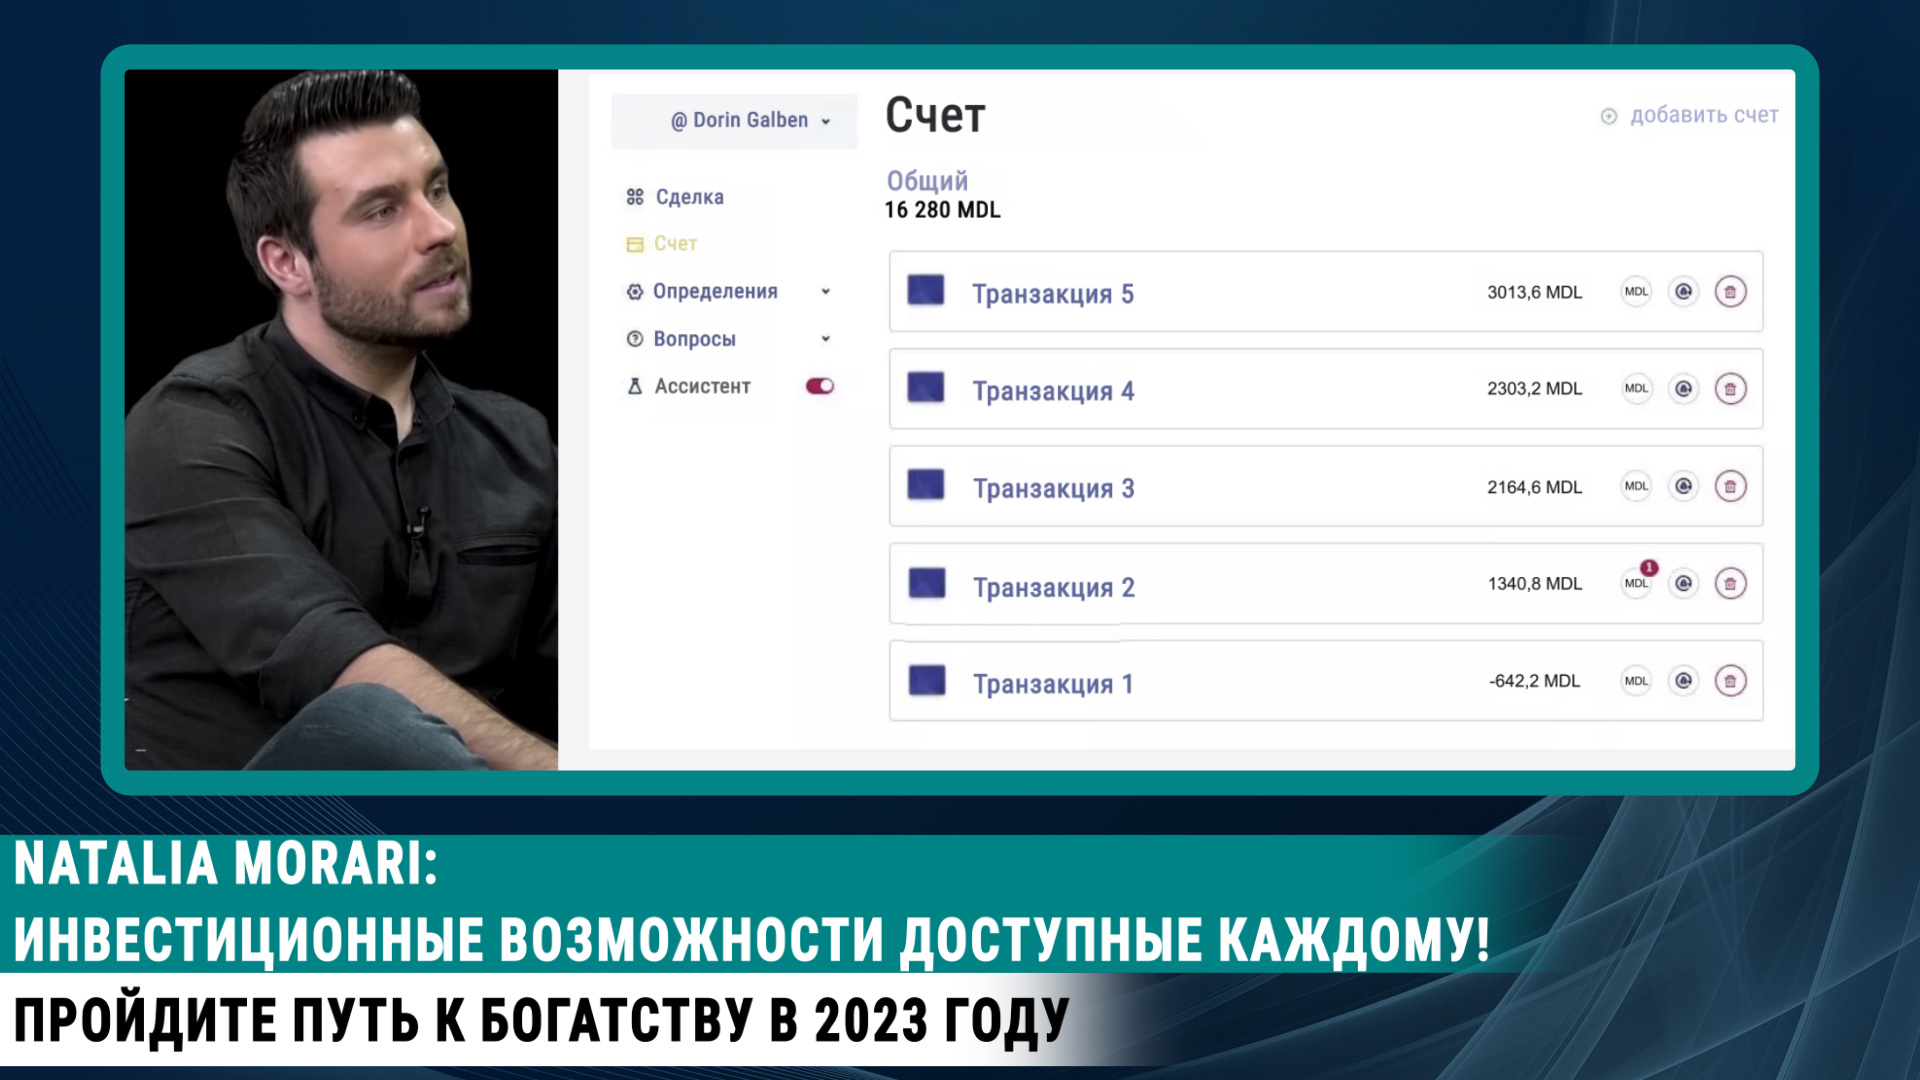 @ Dorin Galben
Сделка
Счет
Определения
Вопросы
Ассистент
Счет
добавить счет
Общий
16 280 MDL
Транзакция 5
3013,6 MDL
MDL
Транзакция 4
2303,2 MDL
MDL
Транзакция 3
2164,6 MDL
MDL
Транзакция 2
1340,8 MDL
MDL
1
Транзакция 1
-642,2 MDL
MDL
NATALIA MORARI:
ИНВЕСТИЦИОННЫЕ ВОЗМОЖНОСТИ ДОСТУПНЫЕ КАЖДОМУ!
ПРОЙДИТЕ ПУТЬ К БОГАТСТВУ В 2023 ГОДУ